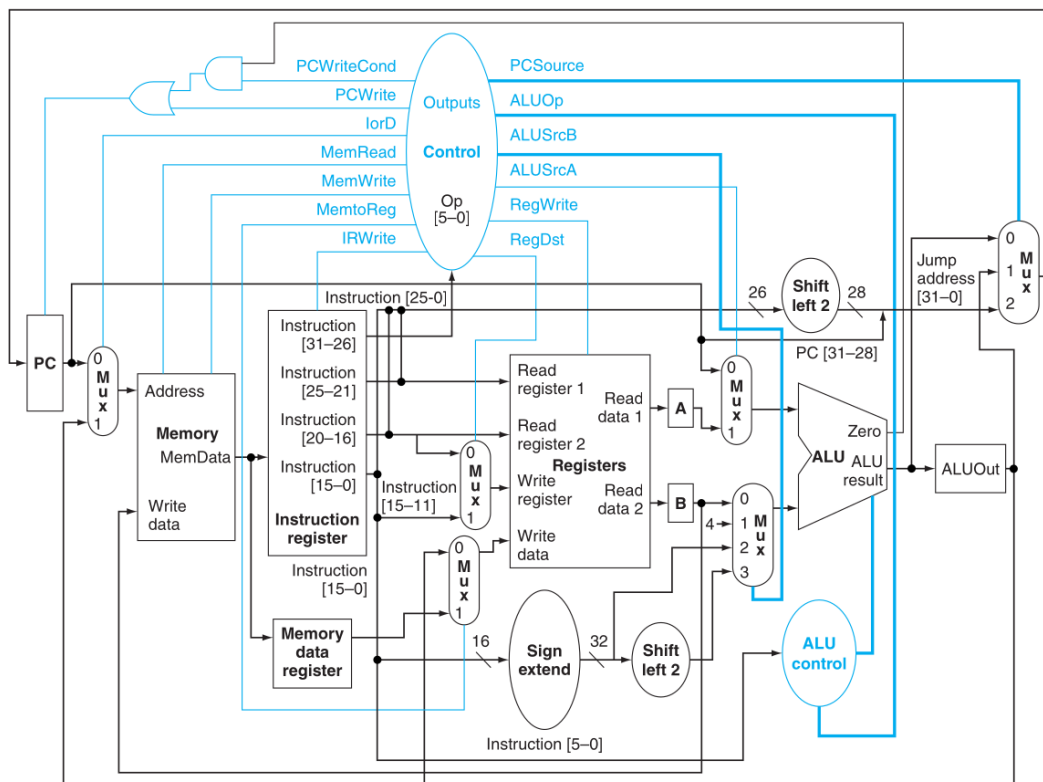 PCWriteCond
PCWrite
IorD
MemRead
MemWrite
MemtoReg
IRWrite
Outputs
Control
Op
[5–0]
PCSource
ALUOp
ALUSrcB
ALUSrcA
RegWrite
RegDst
Instruction [25-0]
26
Shift
left 2
28
Jump
address
[31–0]
0
1
2
M
u
x
PC [31–28]
PC
0
M
u
x
1
Address
Memory
MemData
Write
data
Instruction
[31–26]
Instruction
[25–21]
Instruction
[20–16]
Instruction
[15–0]
Instruction
register
Instruction
[15–11]
0
M
u
x
1
Read
register 1
Read
register 2
Write
register
Write
data
Registers
Read
data 1
Read
data 2
A
B
0
M
u
x
1
4
0
1
2
3
M
u
x
Zero
ALU
ALU
result
ALUOut
Instruction
[15–0]
Memory
data
register
0
M
u
x
1
16
Sign
extend
32
Shift
left 2
ALU
control
Instruction [5–0]